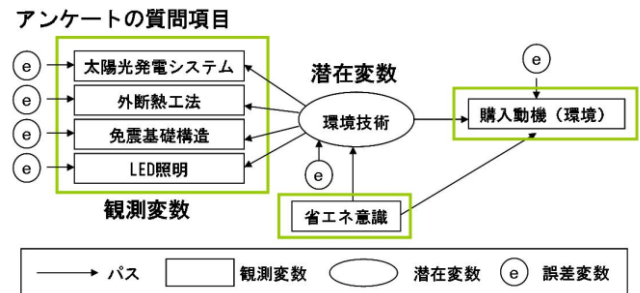 アンケートの質問項目
e 太陽光発電システム
e 外断熱工法
e 免震基礎構造
e LED照明
観測変数
潜在変数
環境技術
e
省エネ意識
e
購入動機（環境）
パス 観測変数 潜在変数 e 誤差変数